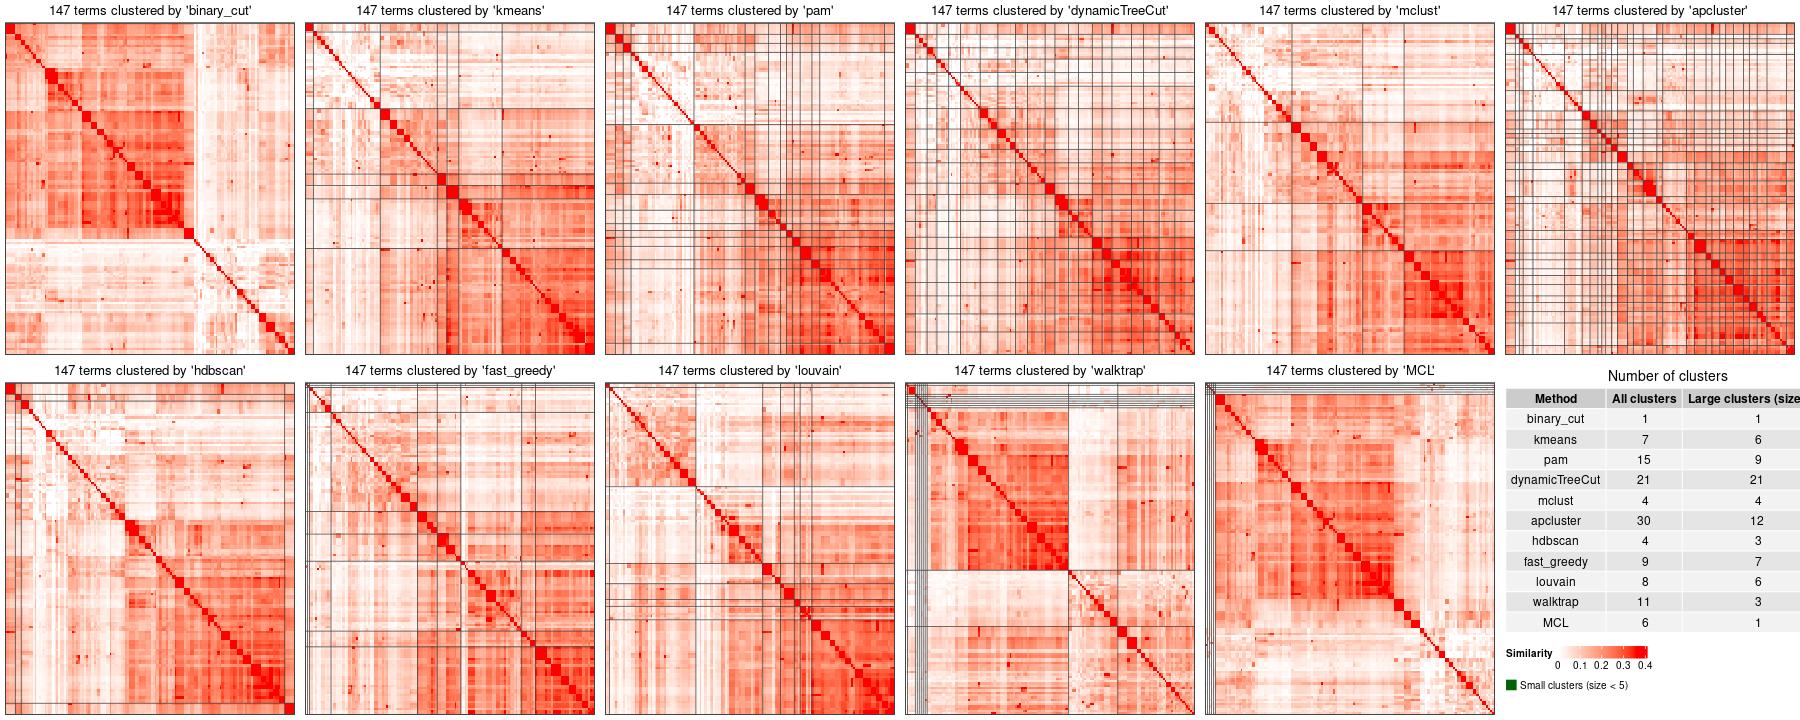 147 terms clustered by 'binary_cut'
147 terms clustered by 'kmeans'
147 terms clustered by 'pam'
147 terms clustered by 'dynamicTreeCut'
147 terms clustered by 'mclust'
147 terms clustered by 'apcluster'
147 terms clustered by 'hdbscan'
147 terms clustered by 'fast_greedy'
147 terms clustered by 'louvain'
147 terms clustered by 'walktrap'
147 terms clustered by 'MCL'
Number of clusters
Method All clusters Large clusters (size
binary_cut 1 1
kmeans 7 6
pam 15 9
dynamicTreeCut 21 21
mclust 4 4
apcluster 30 12
hdbscan 4 3
fast_greedy 9 7
louvain 8 6
walktrap 11 3
MCL 6 1
Similarity
0 0.1 0.2 0.3 0.4
Small clusters (size < 5)